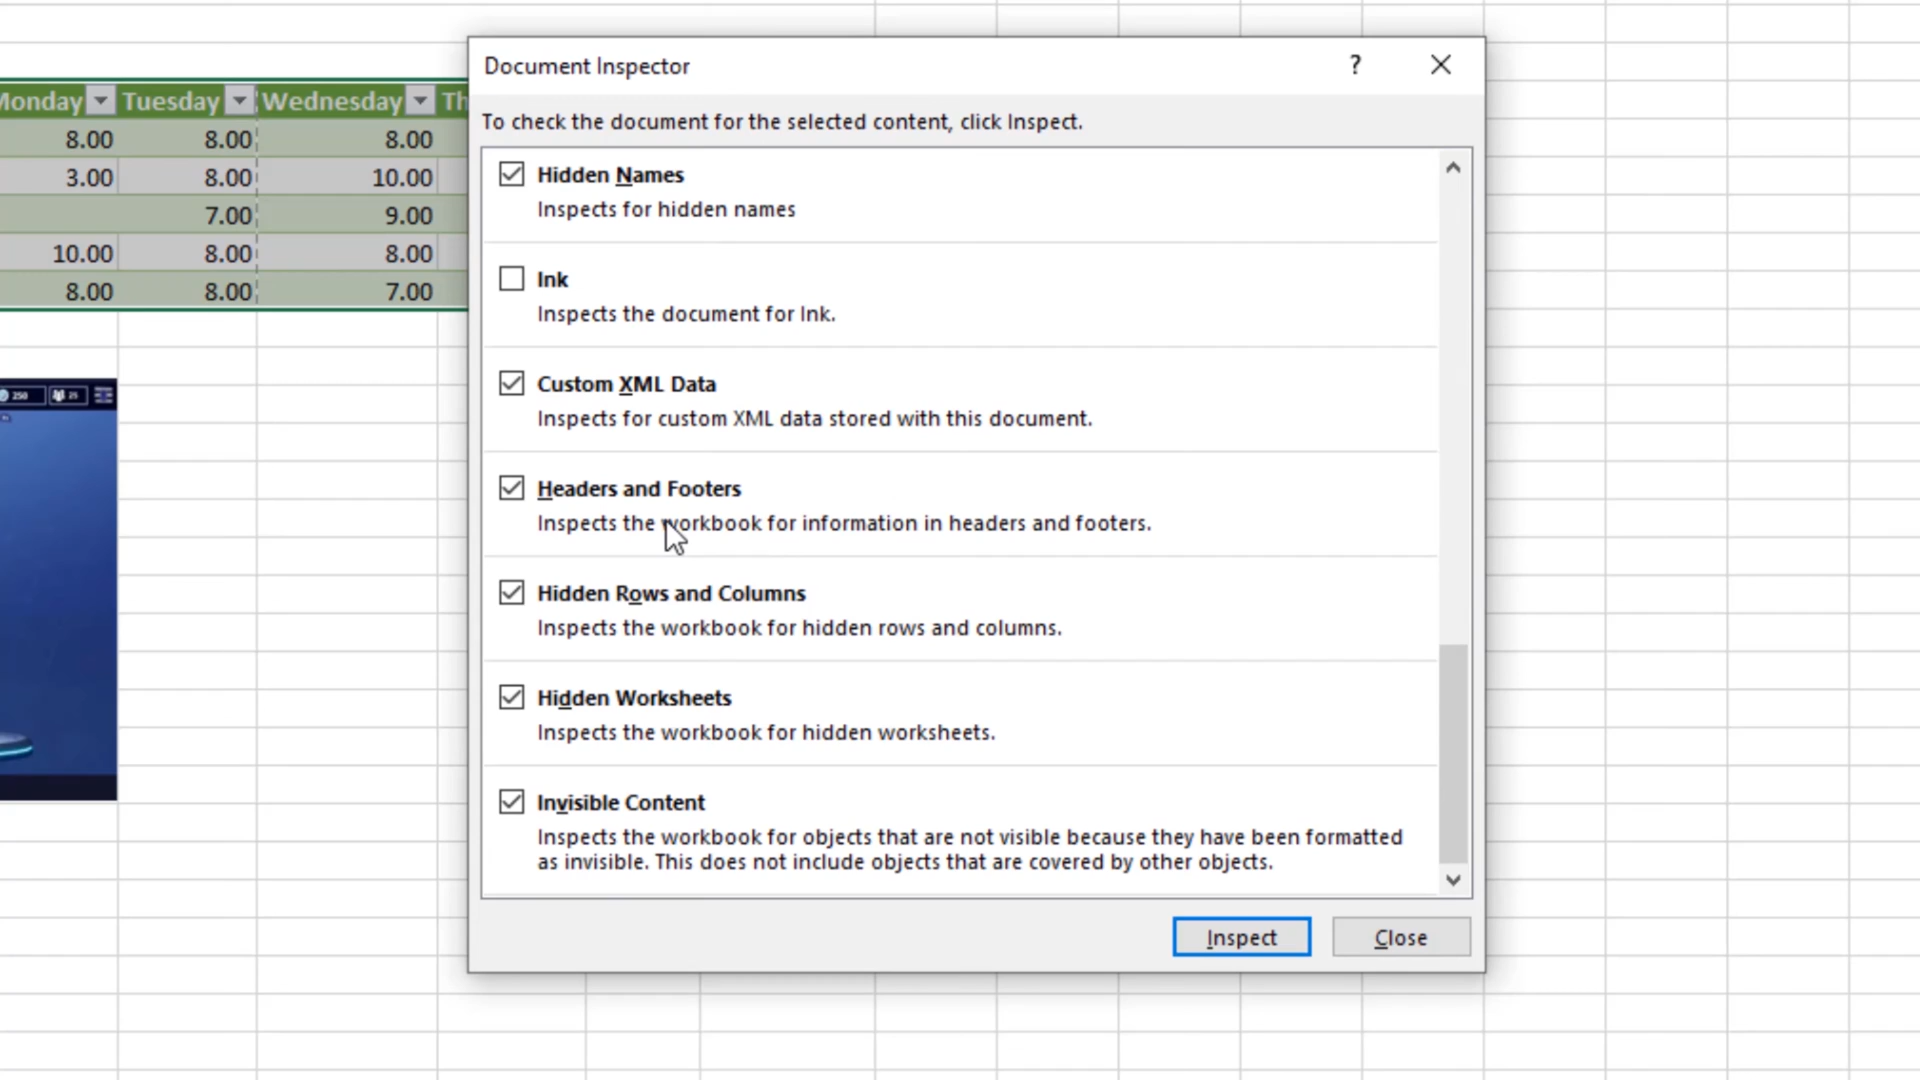 Document Inspector
?
To check the document for the selected content, click Inspect.
Monday Tuesday Wednesday Th
8.00 8.00 8.00
3.00 8.00 10.00
7.00 9.00
10.00 8.00 8.00
8.00 8.00 7.00
250 25
Hidden Names
Inspects for hidden names
Ink
Inspects the document for Ink.
Custom XML Data
Inspects for custom XML data stored with this document.
Headers and Footers
Inspects the workbook for information in headers and footers.
Hidden Rows and Columns
Inspects the workbook for hidden rows and columns.
Hidden Worksheets
Inspects the workbook for hidden worksheets.
Invisible Content
Inspects the workbook for objects that are not visible because they have been formatted
as invisible. This does not include objects that are covered by other objects.
Inspect Close